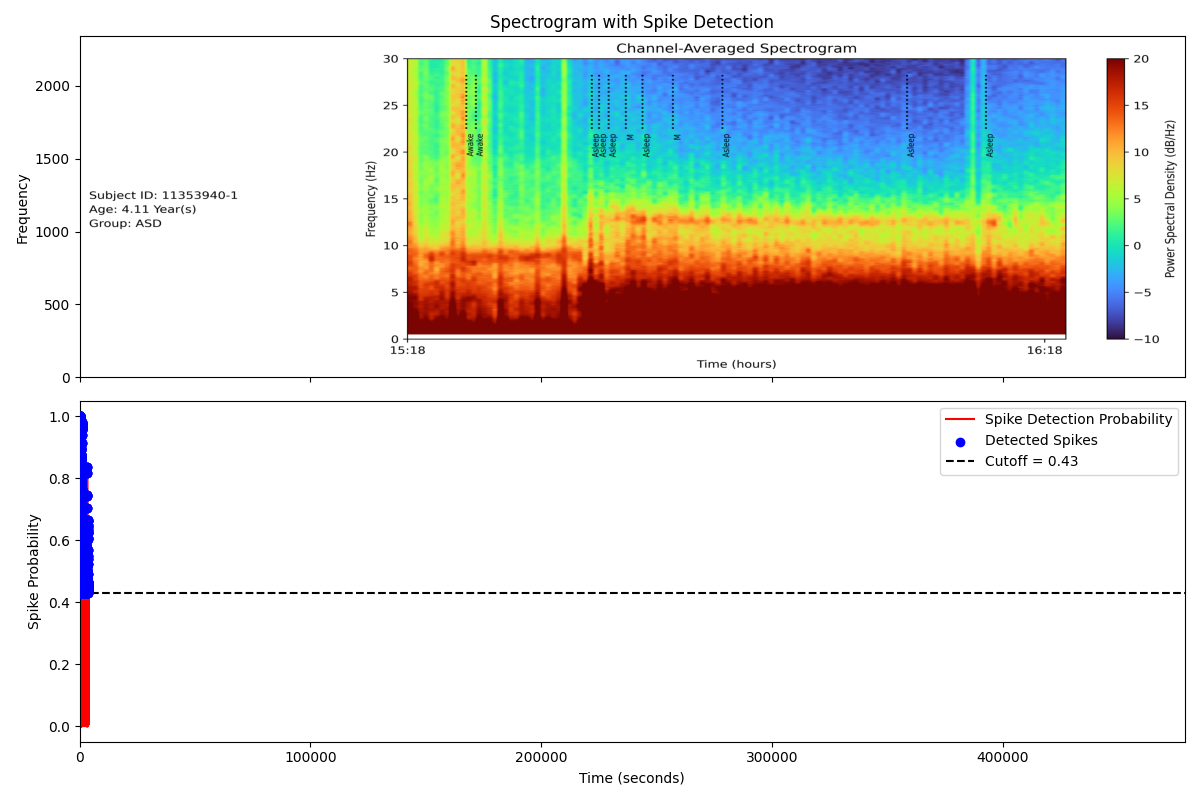 Spectrogram with Spike Detection
Channel-Averaged Spectrogram
Frequency
2000
1500
1000
500
0
Subject ID: 11353940-1
Age: 4.11 Year(s)
Group: ASD
Frequency (Hz)
30
25
20
15
10
5
0
Awake
Awake
Asleep
Asleep
Asleep
M
Asleep
M
Asleep
Asleep
Asleep
15:18
16:18
Time (hours)
20
15
10
5
0
−5
−10
Power Spectral Density (dB/Hz)
Spike Probability
1.0
0.8
0.6
0.4
0.2
0.0
Spike Detection Probability
Detected Spikes
Cutoff = 0.43
0
100000
200000
300000
400000
Time (seconds)